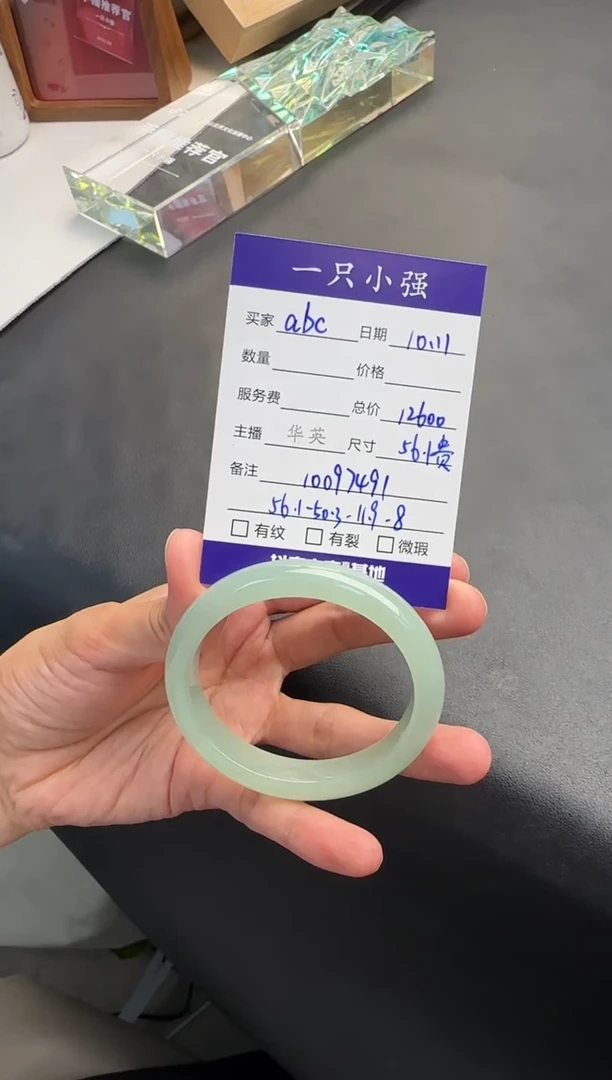 一只小强
买家 abc 日期 10.11
数量 价格
服务费 总价 12600
主播 华英 尺寸 56.1贵
备注 10097491
56.1-50.3-11.9-8
□有纹 □有裂 □微瑕
基地